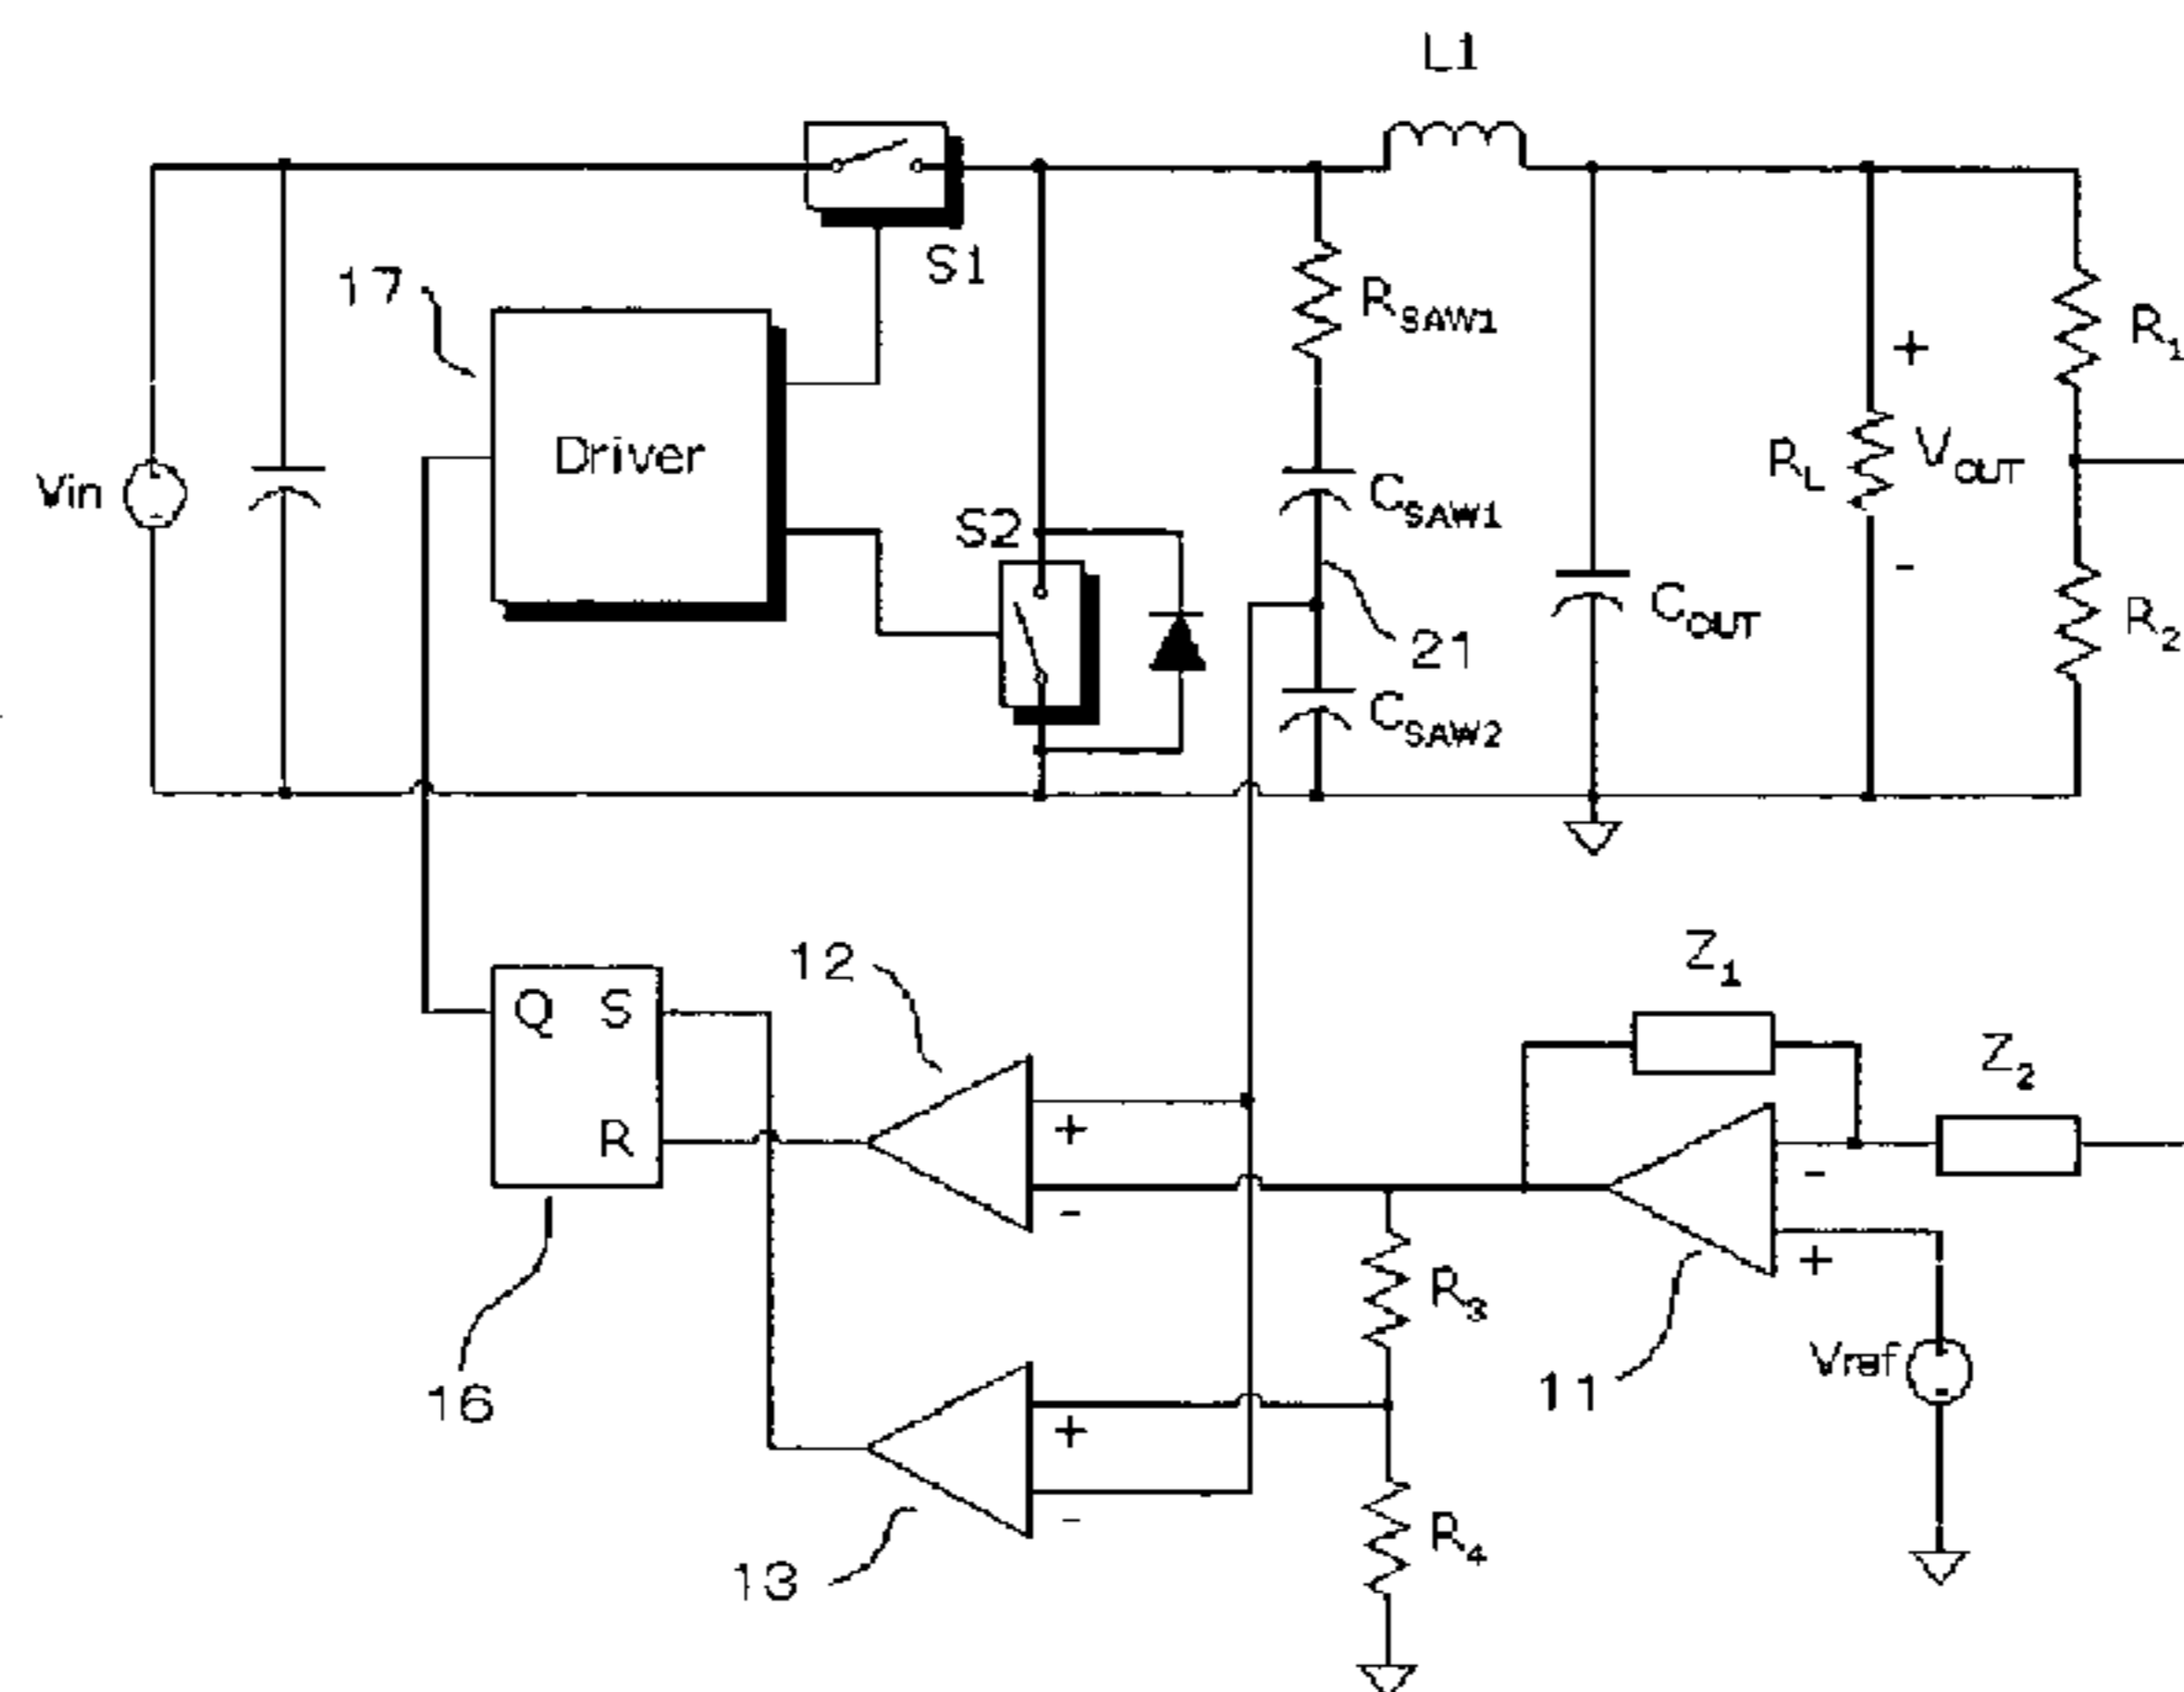 L1
S1
17
R_SAW1
+
R_1
Driver
Vin
R_L
V_OUT
C_SAW1
S2
-
C_OUT
R_2
21
C_SAW2
12
Z_1
Q S
Z_2
+
R
-
-
+
R_3
Vref
11
16
+
R_4
-
13